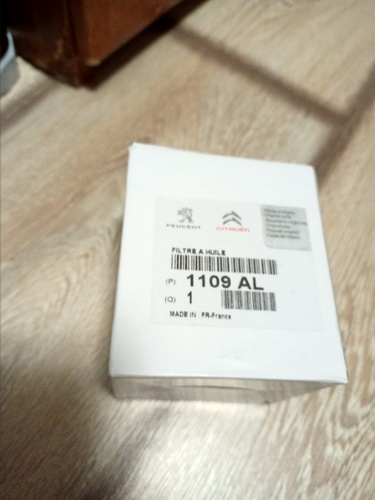 PEUGEOT CITROËN
FILTRE A HUILE
(P) 1109 AL
(Q) 1
MADE IN FR-France